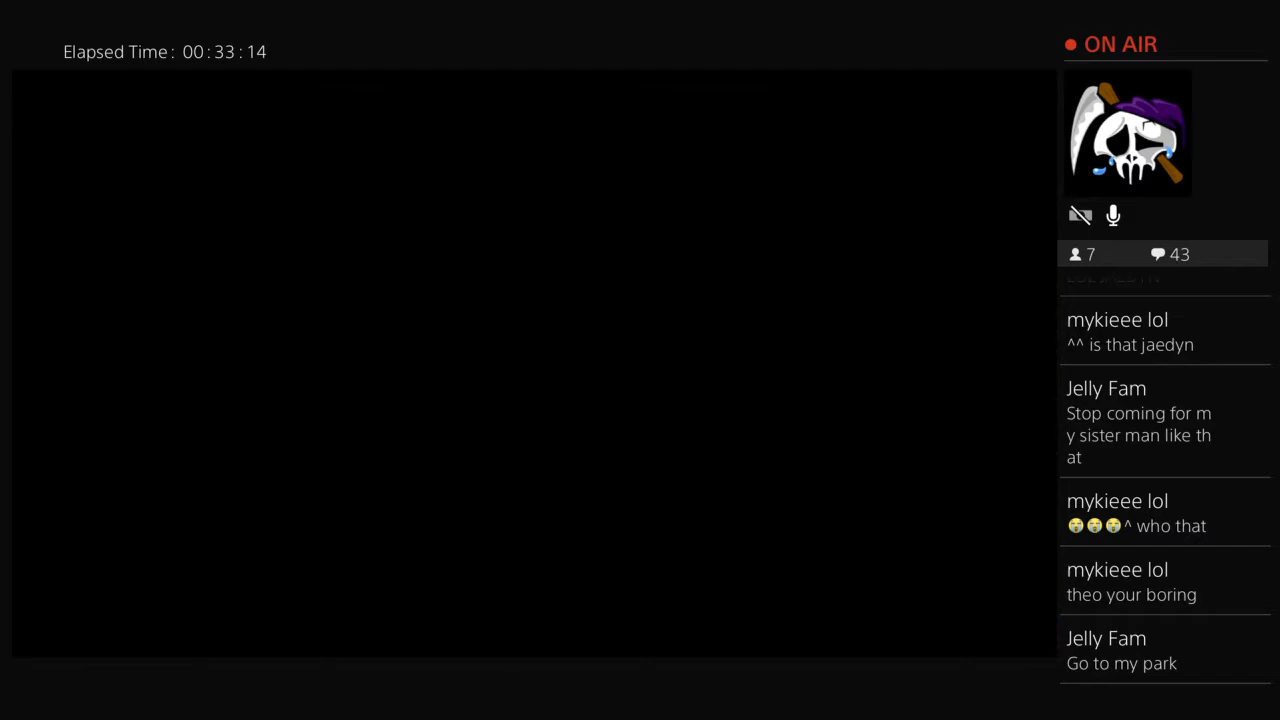 Elapsed Time: 00:33:14
ON AIR
7 43
mykieee lol
^^ is that jaedyn
Jelly Fam
Stop coming for m
y sister man like th
at
mykieee lol
😭😭😭^ who that
mykieee lol
theo your boring
Jelly Fam
Go to my park